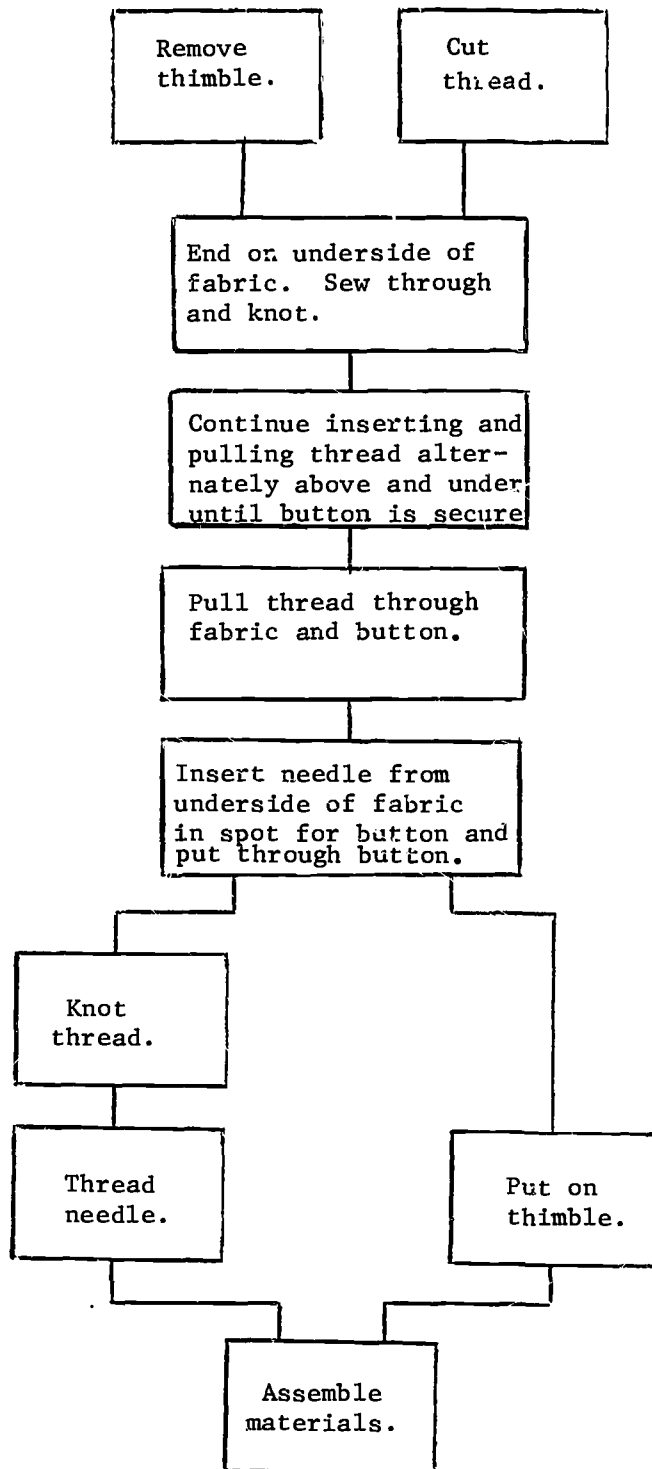 Remove
thimble.
Cut
thread.
End on underside of
fabric. Sew through
and knot.
Continue inserting and
pulling thread alter-
nately above and under
until button is secure
Pull thread through
fabric and button.
Insert needle from
underside of fabric
in spot for button and
put through button.
Knot
thread.
Thread
needle.
Put on
thimble.
Assemble
materials.